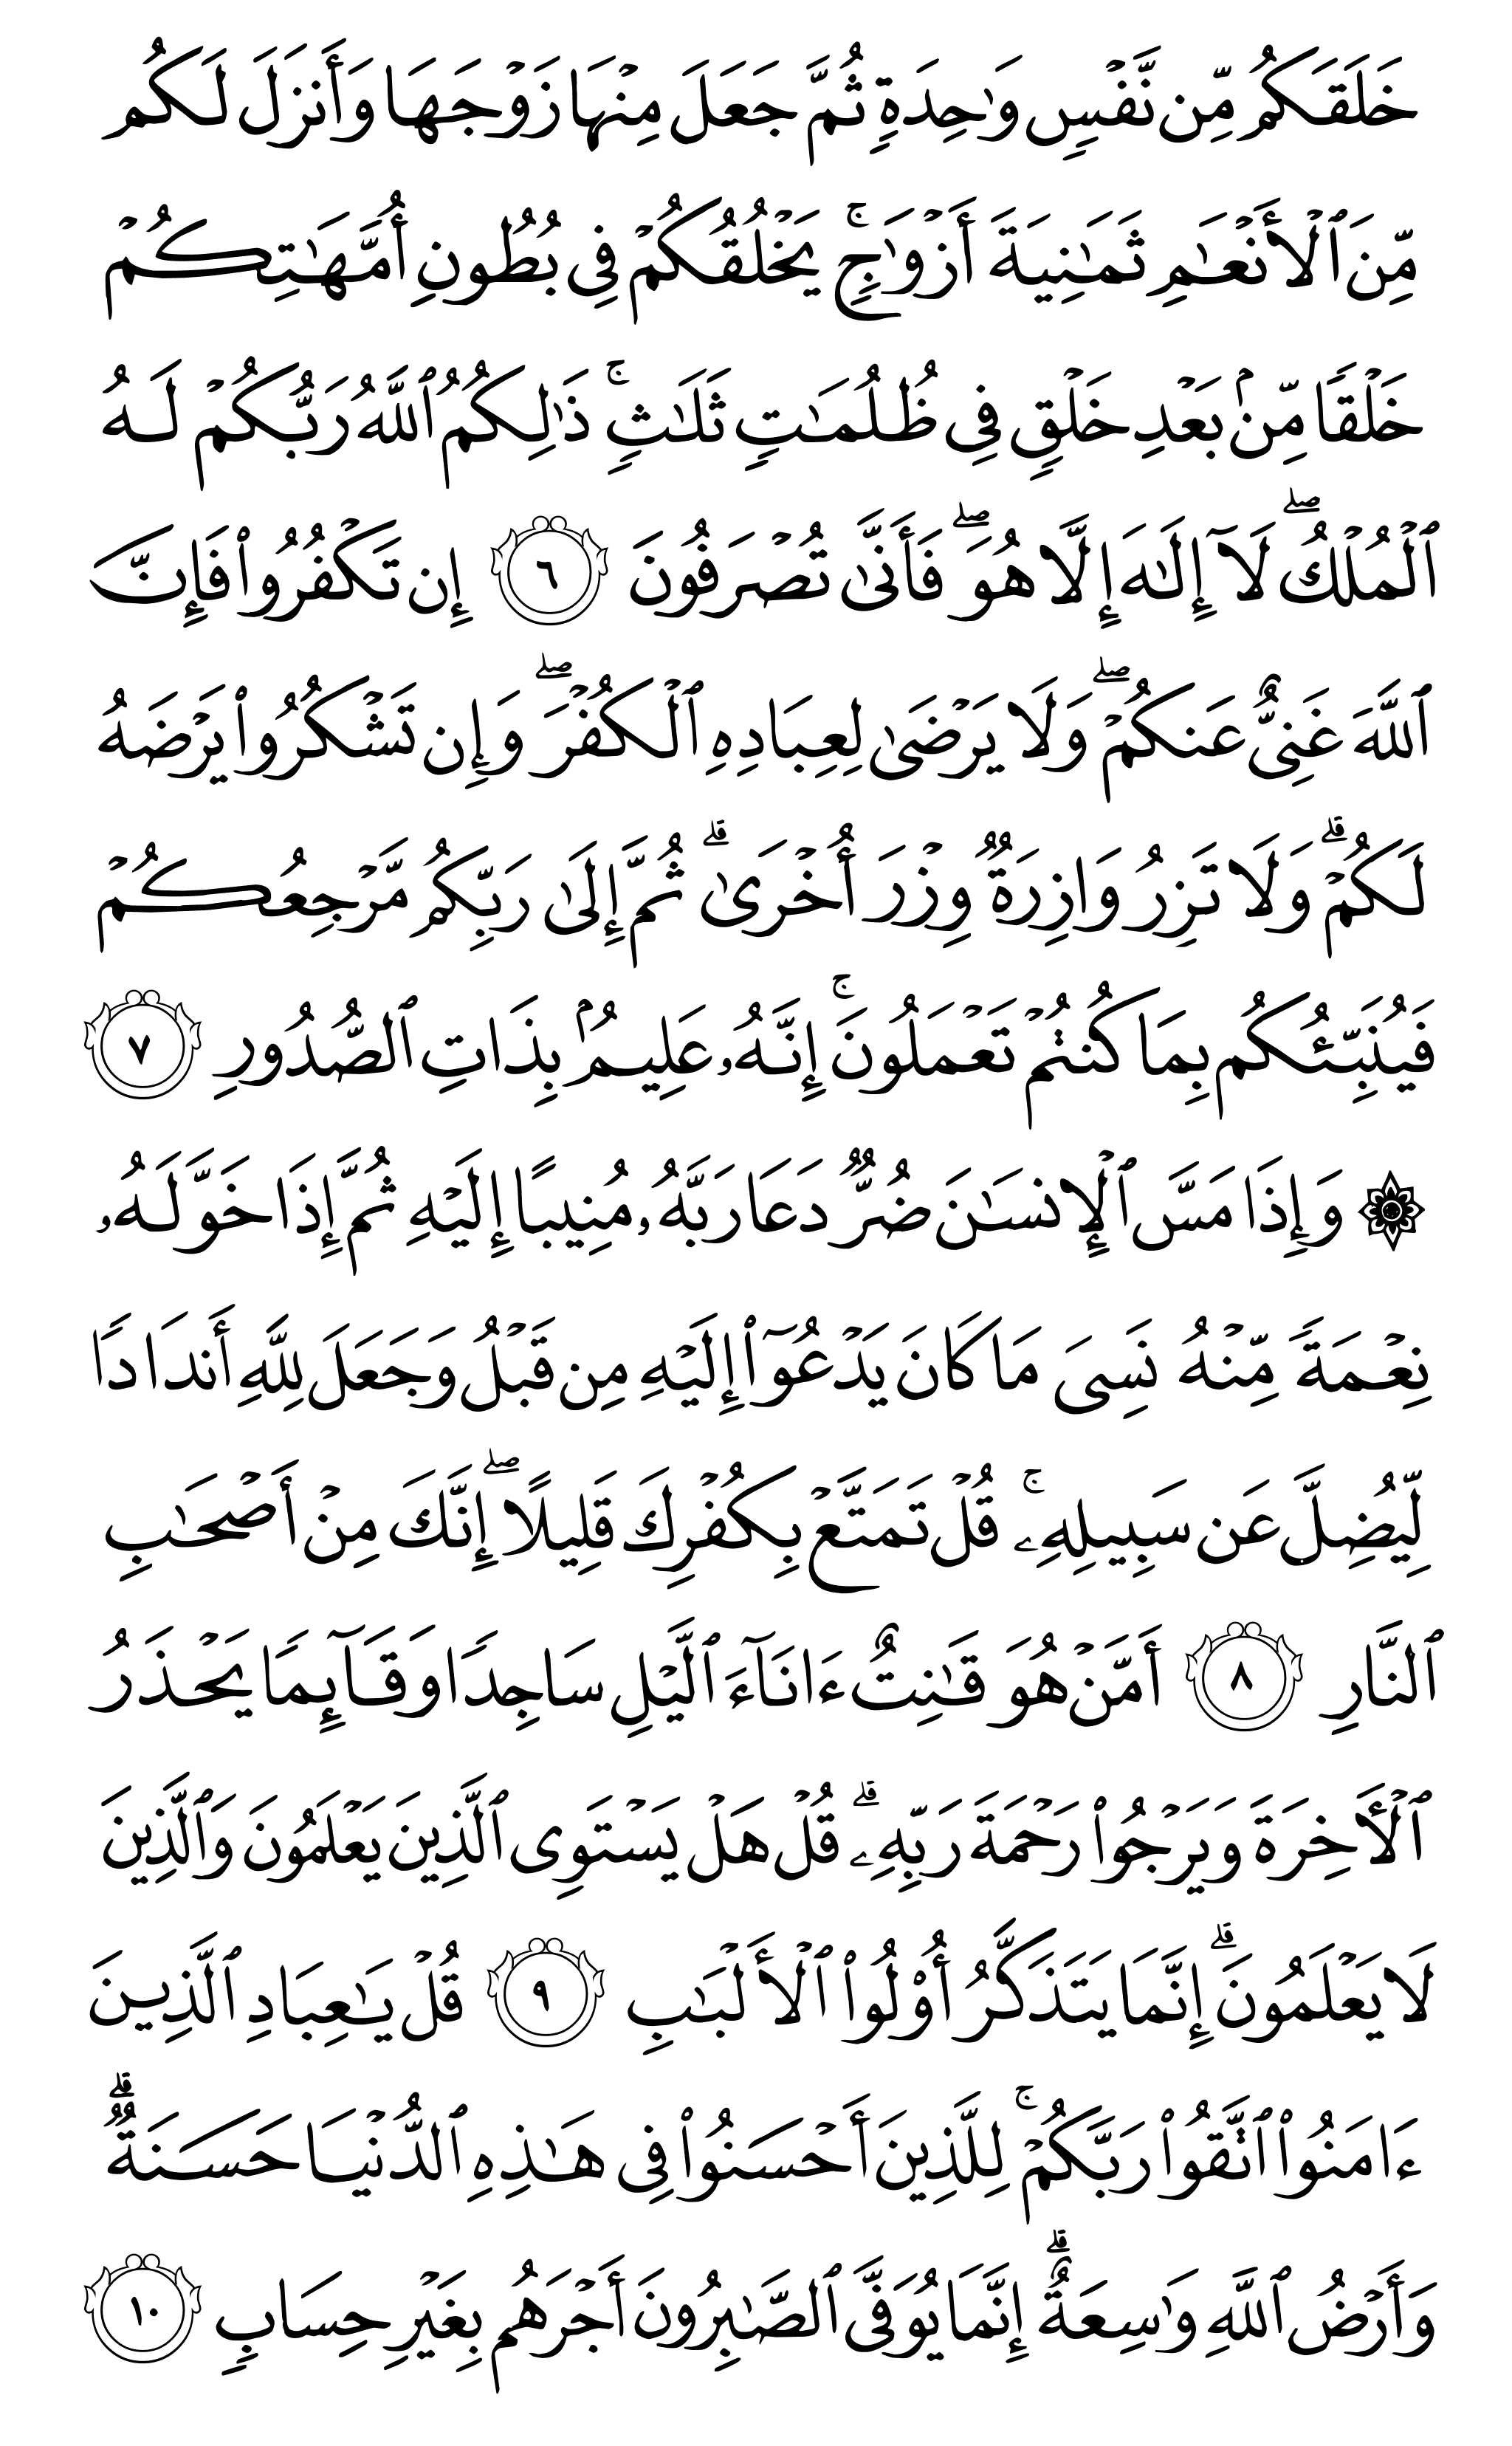 خَلَقَكُم مِّن نَّفۡسٖ وَٰحِدَةٖ ثُمَّ جَعَلَ مِنۡهَا زَوۡجَهَا وَأَنزَلَ لَكُم
مِّنَ ٱلۡأَنۡعَٰمِ ثَمَٰنِيَةَ أَزۡوَٰجٖۚ يَخۡلُقُكُمۡ فِي بُطُونِ أُمَّهَٰتِكُمۡ
خَلۡقٗا مِّنۢ بَعۡدِ خَلۡقٖ فِي ظُلُمَٰتٖ ثَلَٰثٖۚ ذَٰلِكُمُ ٱللَّهُ رَبُّكُمۡ لَهُ
ٱلۡمُلۡكُۖ لَآ إِلَٰهَ إِلَّا هُوَۖ فَأَنَّىٰ تُصۡرَفُونَ ٦ إِن تَكۡفُرُواْ فَإِنَّ
ٱللَّهَ غَنِيٌّ عَنكُمۡۖ وَلَا يَرۡضَىٰ لِعِبَادِهِ ٱلۡكُفۡرَۖ وَإِن تَشۡكُرُواْ يَرۡضَهُ
لَكُمۡۗ وَلَا تَزِرُ وَازِرَةٞ وِزۡرَ أُخۡرَىٰۗ ثُمَّ إِلَىٰ رَبِّكُم مَّرۡجِعُكُمۡ
فَيُنَبِّئُكُم بِمَا كُنتُمۡ تَعۡمَلُونَۚ إِنَّهُۥ عَلِيمُۢ بِذَاتِ ٱلصُّدُورِ ٧
۞ وَإِذَا مَسَّ ٱلۡإِنسَٰنَ ضُرّٞ دَعَا رَبَّهُۥ مُنِيبًا إِلَيۡهِ ثُمَّ إِذَا خَوَّلَهُۥ
نِعۡمَةٗ مِّنۡهُ نَسِيَ مَا كَانَ يَدۡعُوٓاْ إِلَيۡهِ مِن قَبۡلُ وَجَعَلَ لِلَّهِ أَندَادٗا
لِّيُضِلَّ عَن سَبِيلِهِۦۚ قُلۡ تَمَتَّعۡ بِكُفۡرِكَ قَلِيلًاۖ إِنَّكَ مِنۡ أَصۡحَٰبِ
ٱلنَّارِ ٨ أَمَّنۡ هُوَ قَٰنِتٌ ءَانَآءَ ٱلَّيۡلِ سَاجِدٗا وَقَآئِمٗا يَحۡذَرُ
ٱلۡأٓخِرَةَ وَيَرۡجُواْ رَحۡمَةَ رَبِّهِۦۗ قُلۡ هَلۡ يَسۡتَوِي ٱلَّذِينَ يَعۡلَمُونَ وَٱلَّذِينَ
لَا يَعۡلَمُونَۗ إِنَّمَا يَتَذَكَّرُ أُوْلُواْ ٱلۡأَلۡبَٰبِ ٩ قُلۡ يَٰعِبَادِ ٱلَّذِينَ
ءَامَنُواْ ٱتَّقُواْ رَبَّكُمۡۚ لِلَّذِينَ أَحۡسَنُواْ فِي هَٰذِهِ ٱلدُّنۡيَا حَسَنَةٞۗ
وَأَرۡضُ ٱللَّهِ وَٰسِعَةٌۗ إِنَّمَا يُوَفَّى ٱلصَّٰبِرُونَ أَجۡرَهُم بِغَيۡرِ حِسَابٖ ١٠